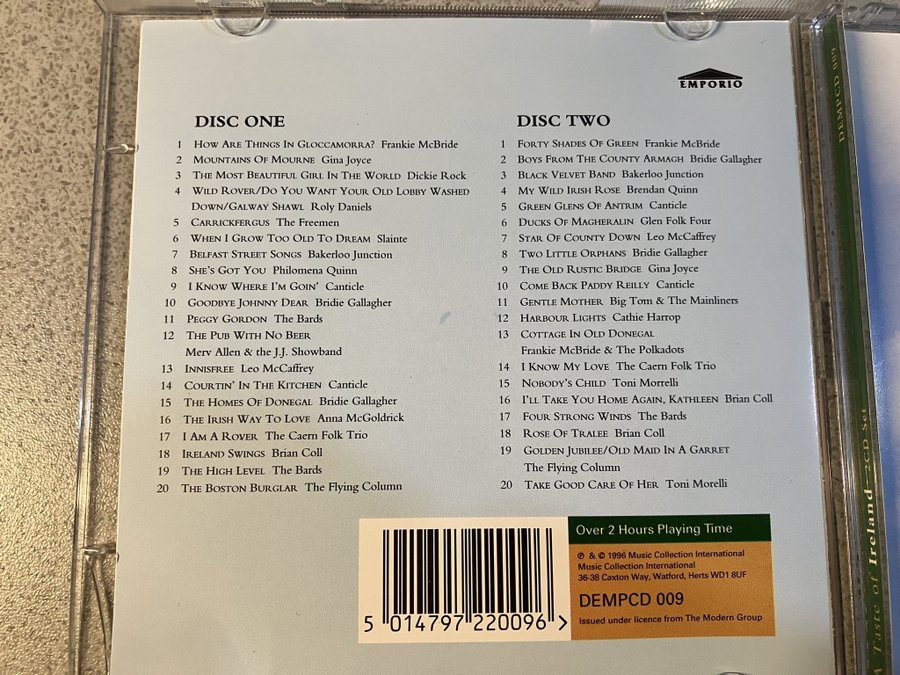 EMPORIO
DISC ONE
1 How Are Things In Gloccamorra? Frankie McBride
2 Mountains Of Mourne Gina Joyce
3 The Most Beautiful Girl In The World Dickie Rock
4 Wild Rover/Do You Want Your Old Lobby Washed
Down/Galway Shawl Roly Daniels
5 Carrickfergus The Freemen
6 When I Grow Too Old To Dream Slainte
7 Belfast Street Songs Bakerloo Junction
8 She's Got You Philomena Quinn
9 I Know Where I'm Goin' Canticle
10 Goodbye Johnny Dear Bridie Gallagher
11 Peggy Gordon The Bards
12 The Pub With No Beer
Merv Allen & the J.J. Showband
13 Innisfree Leo McCaffrey
14 Courtin' In The Kitchen Canticle
15 The Homes Of Donegal Bridie Gallagher
16 The Irish Way To Love Anna McGoldrick
17 I Am A Rover The Caern Folk Trio
18 Ireland Swings Brian Coll
19 The High Level The Bards
20 The Boston Burglar The Flying Column
DISC TWO
1 Forty Shades Of Green Frankie McBride
2 Boys From The County Armagh Bridie Gallagher
3 Black Velvet Band Bakerloo Junction
4 My Wild Irish Rose Brendan Quinn
5 Green Glens Of Antrim Canticle
6 Ducks Of Magheralin Glen Folk Four
7 Star Of County Down Leo McCaffrey
8 Two Little Orphans Bridie Gallagher
9 The Old Rustic Bridge Gina Joyce
10 Come Back Paddy Reilly Canticle
11 Gentle Mother Big Tom & The Mainliners
12 Harbour Lights Cathie Harrop
13 Cottage In Old Donegal
Frankie McBride & The Polkadots
14 I Know My Love The Caern Folk Trio
15 Nobody's Child Toni Morrelli
16 I'll Take You Home Again, Kathleen Brian Coll
17 Four Strong Winds The Bards
18 Rose Of Tralee Brian Coll
19 Golden Jubilee/Old Maid In A Garret
The Flying Column
20 Take Good Care Of Her Toni Morelli
Over 2 Hours Playing Time
℗ & © 1996 Music Collection International
Music Collection International
36-38 Caxton Way, Watford, Herts WD1 8UF
DEMPCD 009
Issued under licence from The Modern Group
5 014797 220096 >
DEMPCD 009
A Taste of Ireland - 2CD Set